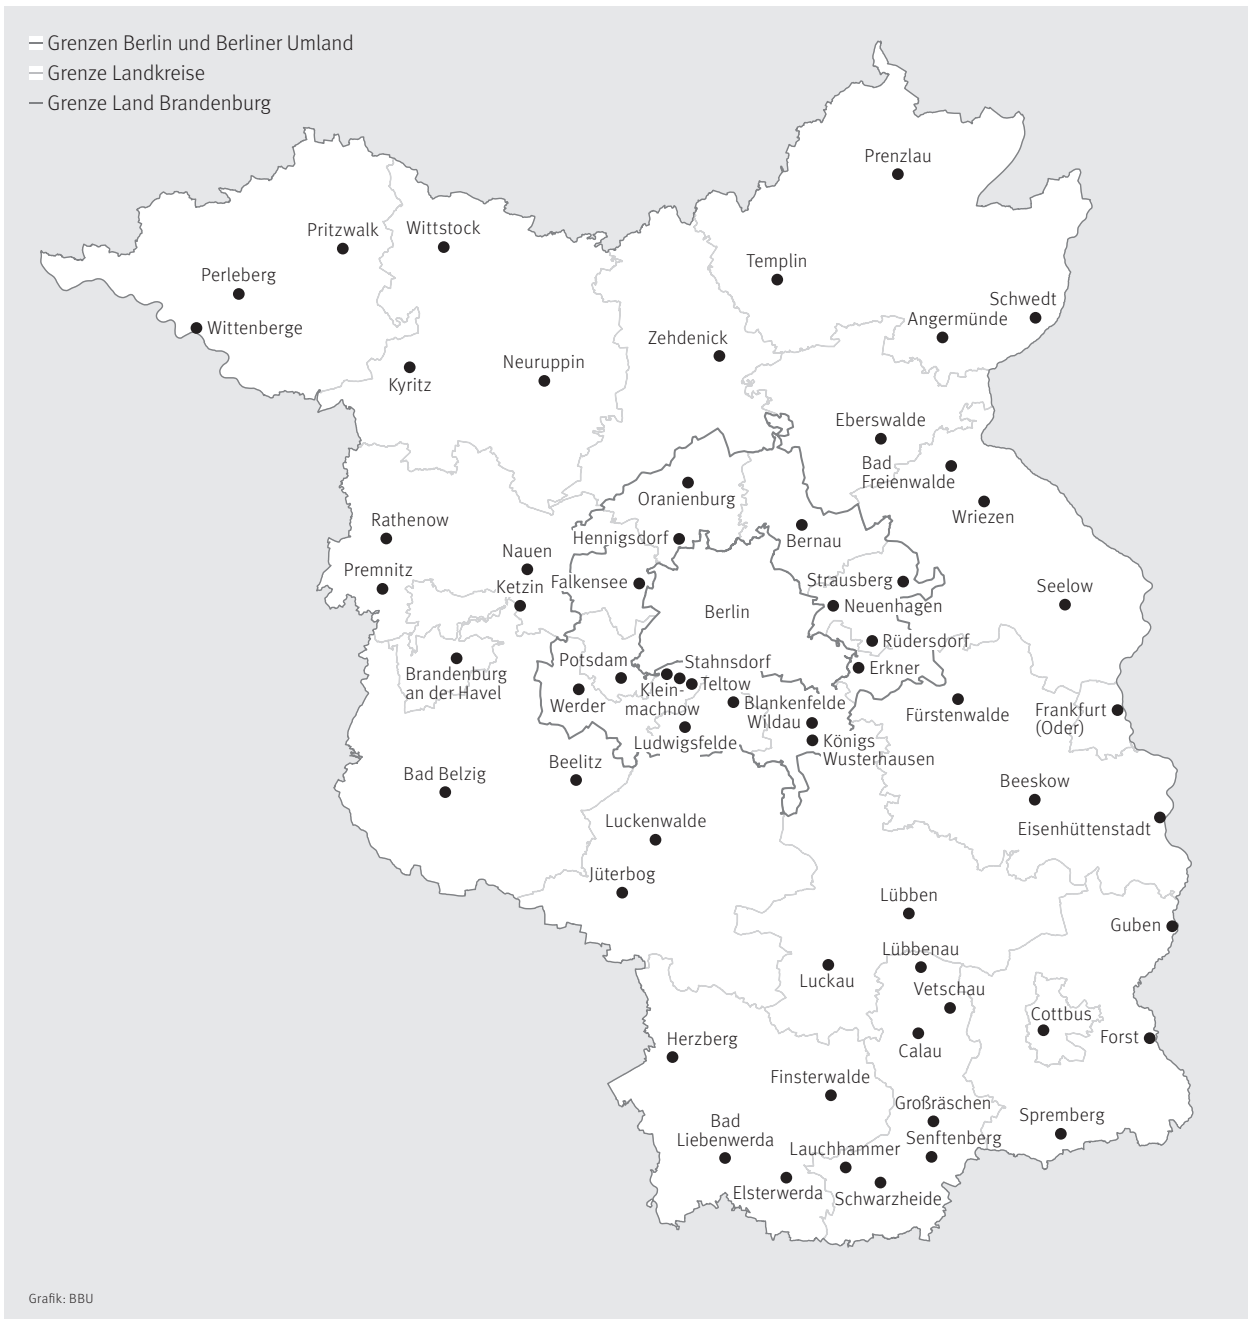 Grenzen Berlin und Berliner Umland
Grenze Landkreise
Grenze Land Brandenburg
Prenzlau
Pritzwalk
Wittstock
Templin
Perleberg
Schwedt
Angermünde
Wittenberge
Zehdenick
Neuruppin
Kyritz
Eberswalde
Bad
Freienwalde
Oranienburg
Wriezen
Rathenow
Hennigsdorf
Bernau
Nauen
Premnitz
Ketzin
Falkensee
Strausberg
Seelow
Berlin
Neuenhagen
Rüdersdorf
Potsdam
Stahnsdorf
Erkner
Brandenburg
an der Havel
Klein-
machnow
Teltow
Werder
Blankenfelde
Wildau
Fürstenwalde
Frankfurt
(Oder)
Ludwigsfelde
Königs
Wusterhausen
Beelitz
Bad Belzig
Beeskow
Luckenwalde
Eisenhüttenstadt
Jüterbog
Lübben
Guben
Lübbenau
Luckau
Vetschau
Cottbus
Herzberg
Forst
Calau
Finsterwalde
Großräschen
Bad
Liebenwerda
Spremberg
Senftenberg
Lauchhammer
Elsterwerda
Schwarzheide
Grafik: BBU